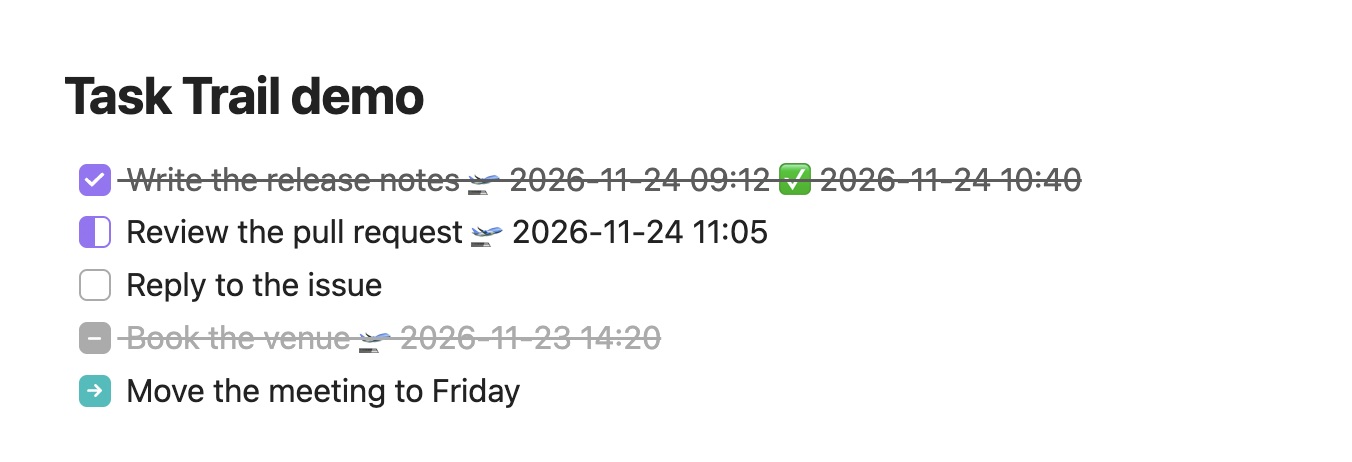 Task Trail demo
Write the release notes 🛫 2026-11-24 09:12 ✅ 2026-11-24 10:40
Review the pull request 🛫 2026-11-24 11:05
Reply to the issue
Book the venue 🛫 2026-11-23 14:20
Move the meeting to Friday